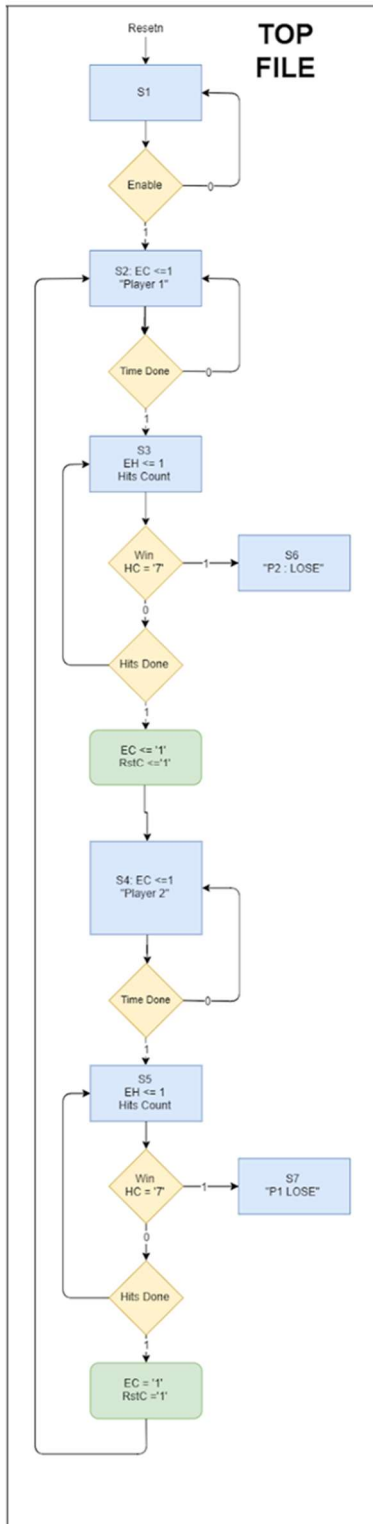 Resetn
TOP
FILE
S1
Enable
0
1
S2: EC <=1
"Player 1"
Time Done
0
1
S3
EH <= 1
Hits Count
Win
HC = '7'
1
S6
"P2 : LOSE"
0
Hits Done
1
EC <= '1'
RstC <='1'
S4: EC <=1
"Player 2"
Time Done
0
1
S5
EH <= 1
Hits Count
Win
HC = '7'
1
S7
"P1 LOSE"
0
Hits Done
1
EC = '1'
RstC ='1'